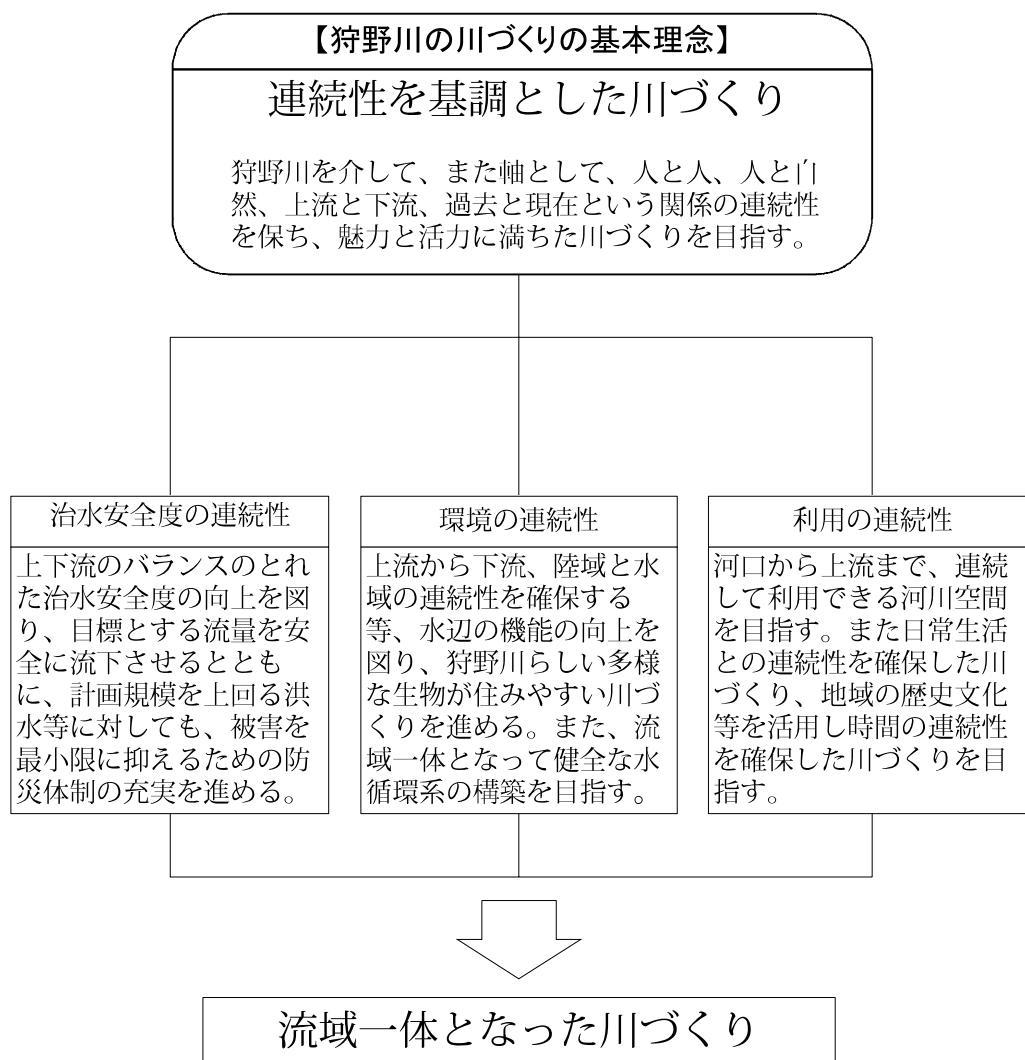 【狩野川の川づくりの基本理念】
連続性を基調とした川づくり
狩野川を介して、また軸として、人と人、人と自
然、上流と下流、過去と現在という関係の連続性
を保ち、魅力と活力に満ちた川づくりを目指す。
治水安全度の連続性
上下流のバランスのとれ
た治水安全度の向上を図
り、目標とする流量を安
全に流下させるととも
に、計画規模を上回る洪
水等に対しても、被害を
最小限に抑えるための防
災体制の充実を進める。
環境の連続性
上流から下流、陸域と水
域の連続性を確保する
等、水辺の機能の向上を
図り、狩野川らしい多様
な生物が住みやすい川づ
くりを進める。また、流
域一体となって健全な水
循環系の構築を目指す。
利用の連続性
河口から上流まで、連続
して利用できる河川空間
を目指す。また日常生活
との連続性を確保した川
づくり、地域の歴史文化
等を活用し時間の連続性
を確保した川づくりを目
指す。
流域一体となった川づくり